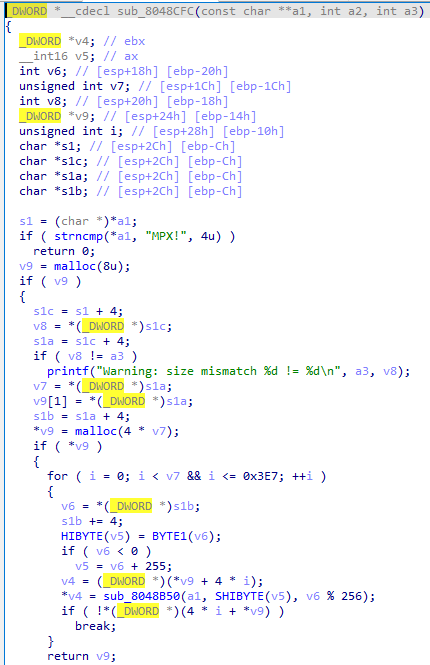 _DWORD *__cdecl sub_8048CFC(const char **a1, int a2, int a3)
{
_DWORD *v4; // ebx
__int16 v5; // ax
int v6; // [esp+18h] [ebp-20h]
unsigned int v7; // [esp+1Ch] [ebp-1Ch]
int v8; // [esp+20h] [ebp-18h]
_DWORD *v9; // [esp+24h] [ebp-14h]
unsigned int i; // [esp+28h] [ebp-10h]
char *s1; // [esp+2Ch] [ebp-Ch]
char *s1c; // [esp+2Ch] [ebp-Ch]
char *s1a; // [esp+2Ch] [ebp-Ch]
char *s1b; // [esp+2Ch] [ebp-Ch]
s1 = (char *)*a1;
if ( strncmp(*a1, "MPX!", 4u) )
return 0;
v9 = malloc(8u);
if ( v9 )
{
s1c = s1 + 4;
v8 = *(_DWORD *)s1c;
s1a = s1c + 4;
if ( v8 != a3 )
printf("Warning: size mismatch %d != %d\n", a3, v8);
v7 = *(_DWORD *)s1a;
v9[1] = *(_DWORD *)s1a;
s1b = s1a + 4;
*v9 = malloc(4 * v7);
if ( *v9 )
{
for ( i = 0; i < v7 && i <= 0x3E7; ++i )
{
v6 = *(_DWORD *)s1b;
s1b += 4;
HIBYTE(v5) = BYTE1(v6);
if ( v6 < 0 )
v5 = v6 + 255;
v4 = (_DWORD *)(*v9 + 4 * i);
*v4 = sub_8048B50(a1, SHIBYTE(v5), v6 % 256);
if ( !*(_DWORD *)(4 * i + *v9) )
break;
}
return v9;